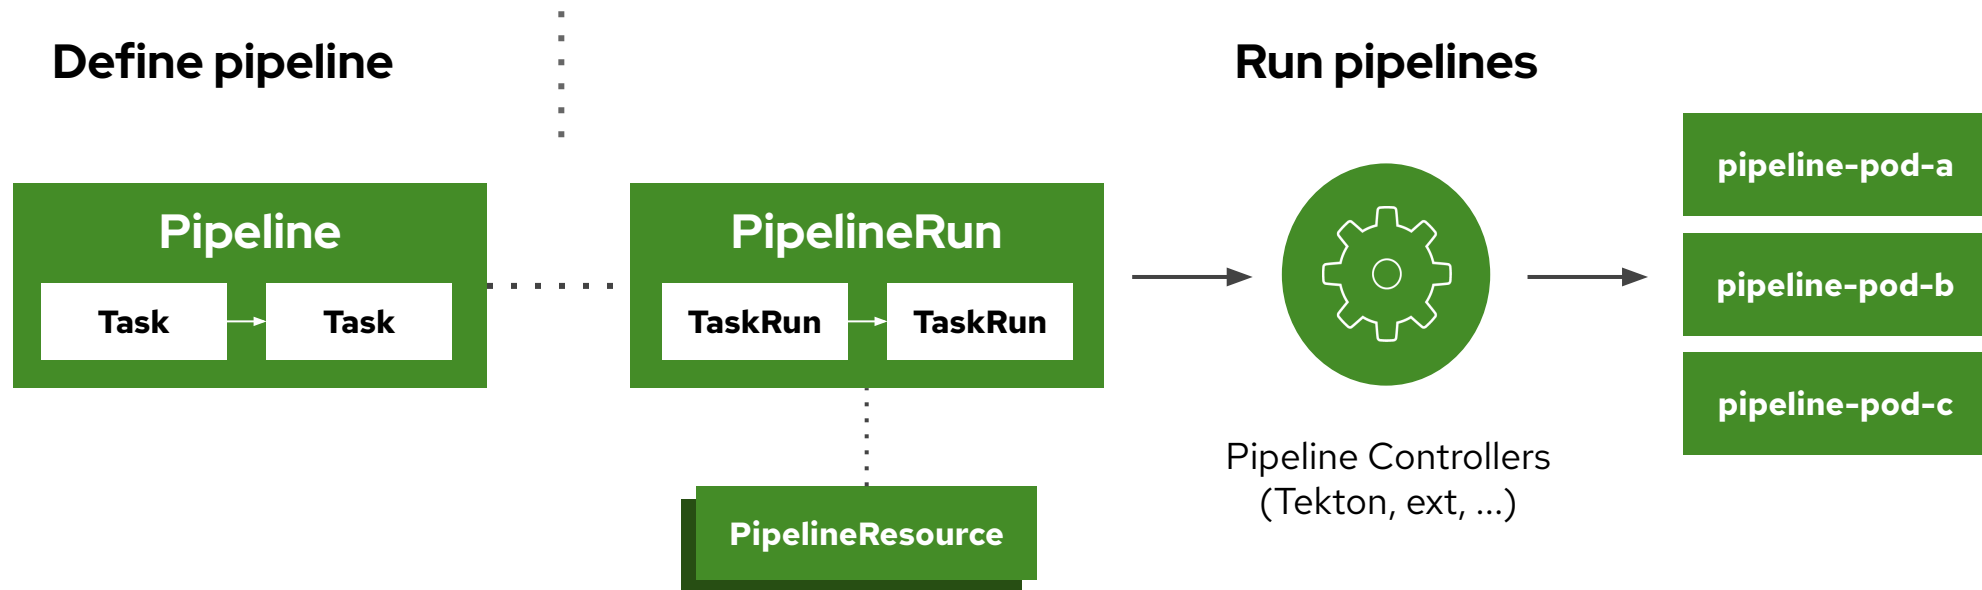 Define pipeline
Run pipelines
Pipeline
Task
Task
PipelineRun
TaskRun
TaskRun
PipelineResource
Pipeline Controllers
(Tekton, ext, ...)
pipeline-pod-a
pipeline-pod-b
pipeline-pod-c